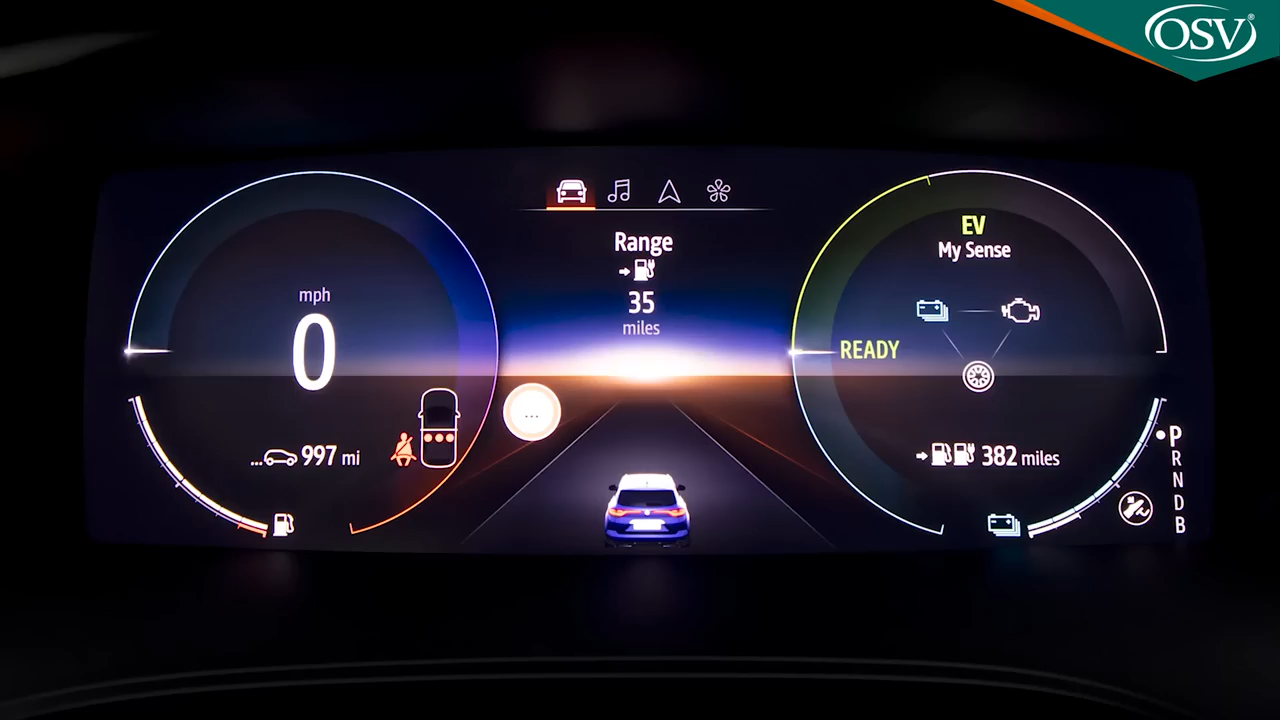 OSV®
Range
35
miles
mph
0
... 997 mi
...
EV
My Sense
READY
382 miles
P
R
N
D
B